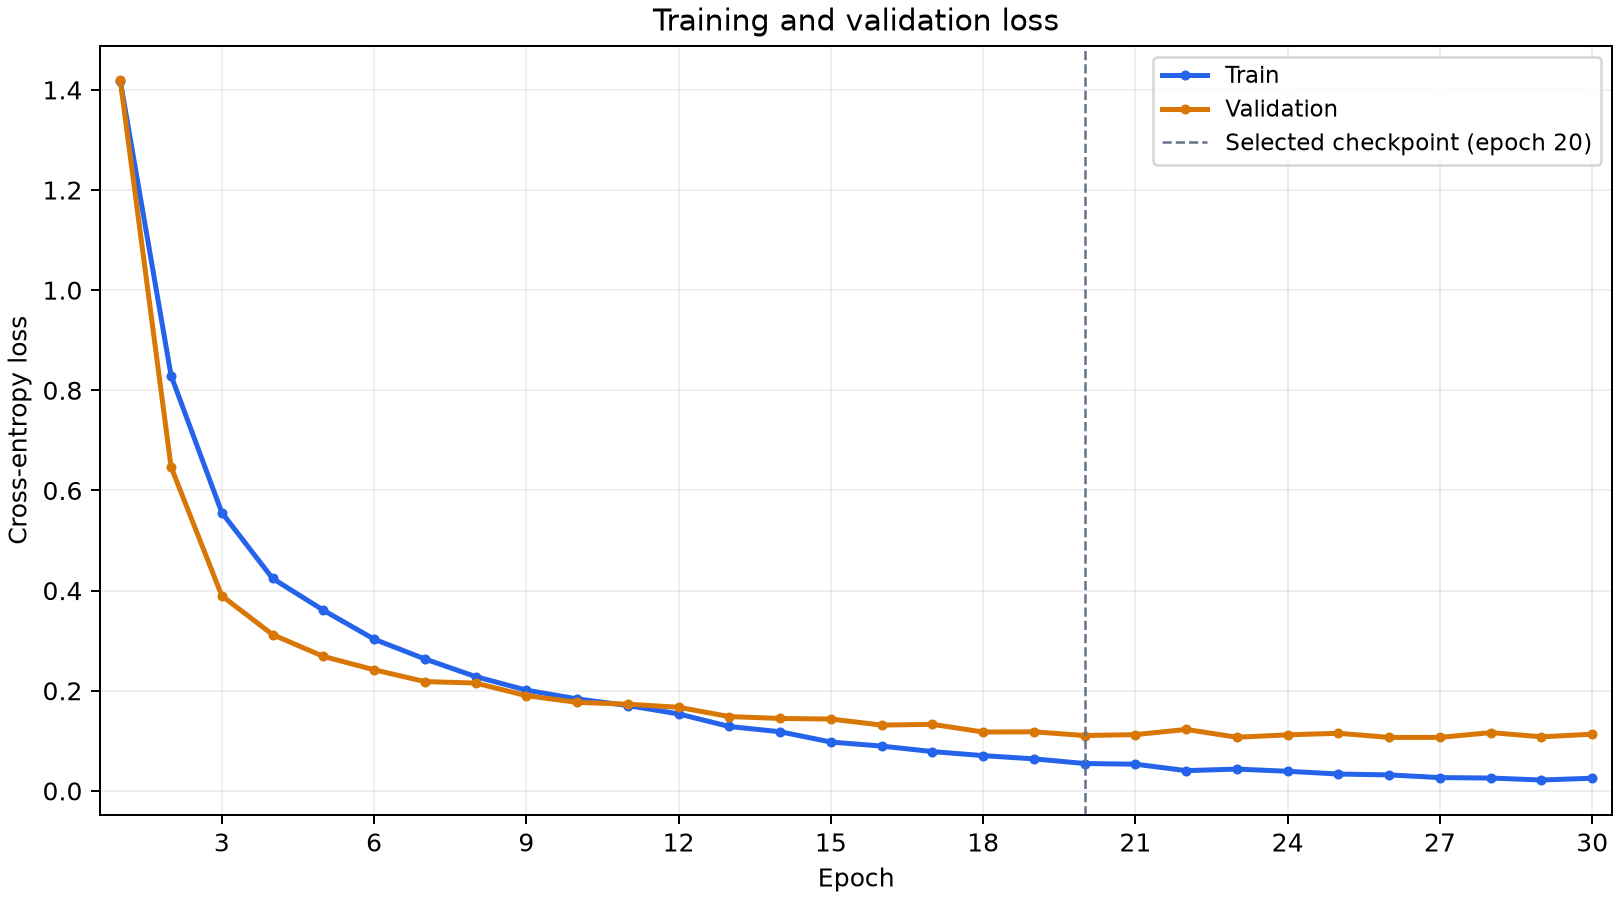 Training and validation loss
Train
Validation
Selected checkpoint (epoch 20)
Cross-entropy loss
1.4
1.2
1.0
0.8
0.6
0.4
0.2
0.0
3 6 9 12 15 18 21 24 27 30
Epoch